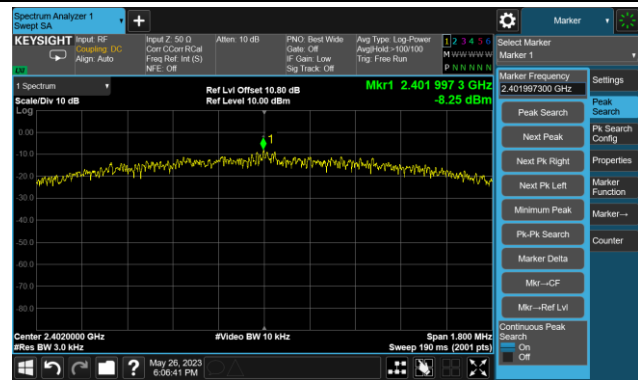 Spectrum Analyzer 1
Swept SA
+
Marker
KEYSIGHT
Input: RF
Coupling: DC
Align: Auto
Input Z: 50 Ω
Corr CCorr RCal
Freq Ref: Int (S)
NFE: Off
Atten: 10 dB
PNO: Best Wide
Gate: Off
IF Gain: Low
Sig Track: Off
Avg Type: Log-Power
Avg|Hold:>100/100
Trig: Free Run
1 2 3 4 5 6
M W W W W W
P N N N N N
LXI
Select Marker
Marker 1
1 Spectrum
Scale/Div 10 dB
Log
Ref Lvl Offset 10.80 dB
Ref Level 10.00 dBm
Mkr1 2.401 997 3 GHz
-8.25 dBm
1
0.00
-10.0
-20.0
-30.0
-40.0
-50.0
-60.0
-70.0
-80.0
Center 2.4020000 GHz
#Res BW 3.0 kHz
#Video BW 10 kHz
Span 1.800 MHz
Sweep 190 ms (2001 pts)
Marker Frequency
2.401997300 GHz
Peak Search
Next Peak
Next Pk Right
Next Pk Left
Minimum Peak
Pk-Pk Search
Marker Delta
Mkr→CF
Mkr→Ref Lvl
Continuous Peak
Search
On
Off
Settings
Peak
Search
Pk Search
Config
Properties
Marker
Function
Marker→
Counter
?
May 26, 2023
6:06:41 PM